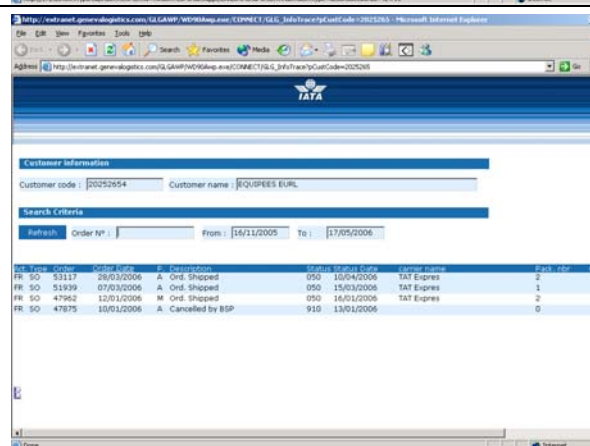 http://extranet.genevalogistics.com/GLGAWP/WD90Awp.exe/CONNECT/GLG_InfoTrace?pCustCode=2025265 - Microsoft Internet Explorer
File Edit View Favorites Tools Help
Back Search Favorites Media
Address http://extranet.genevalogistics.com/GLGAWP/WD90Awp.exe/CONNECT/GLG_InfoTrace?pCustCode=2025265 Go
IATA
Customer information
Customer code : 20252654 Customer name : EQUIPEES EURL
Search Criteria
Refresh Order N° : From : 16/11/2005 To : 17/05/2006
Act. Type Order Order Date P. Description Status Status Date carrier name Pack. nbr
FR SO 53117 28/03/2006 A Ord. Shipped 050 10/04/2006 TAT Expres 2
FR SO 51939 07/03/2006 A Ord. Shipped 050 15/03/2006 TAT Expres 1
FR SO 47962 12/01/2006 M Ord. Shipped 050 16/01/2006 TAT Expres 2
FR SO 47875 10/01/2006 A Cancelled by BSP 910 13/01/2006 0
Done Internet